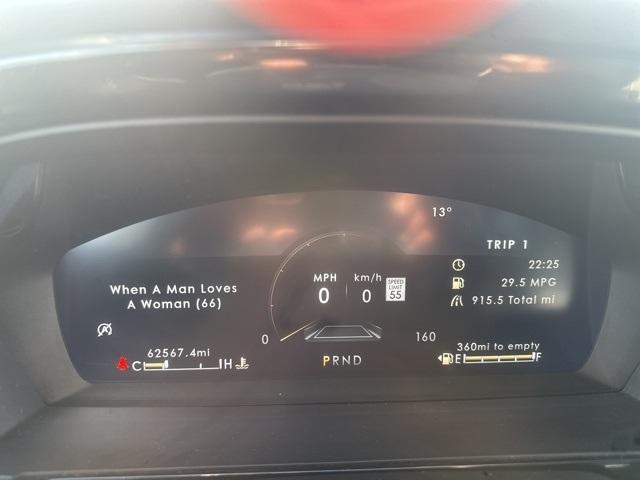 13°
TRIP 1
22:25
29.5 MPG
915.5 Total mi
When A Man Loves
A Woman (66)
MPH
0
km/h
0
SPEED
LIMIT
55
0
160
62567.4mi
C H
PRND
360mi to empty
E F